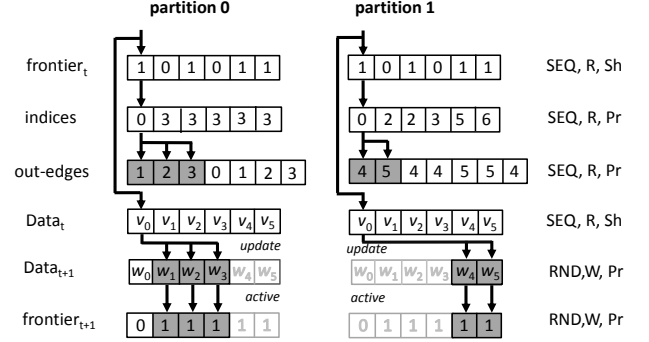 partition 0 partition 1
frontier t 1 0 1 0 1 1 1 0 1 0 1 1 SEQ, R, Sh
indices 0 3 3 3 3 3 0 2 2 3 5 6 SEQ, R, Pr
out-edges 1 2 3 0 1 2 3 4 5 4 4 5 5 4 SEQ, R, Pr
Data t v0 v1 v2 v3 v4 v5 v0 v1 v2 v3 v4 v5 SEQ, R, Sh
update update
Data t+1 w0 w1 w2 w3 w4 w5 w0 w1 w2 w3 w4 w5 RND,W, Pr
active active
frontier t+1 0 1 1 1 1 1 0 1 1 1 1 1 RND,W, Pr